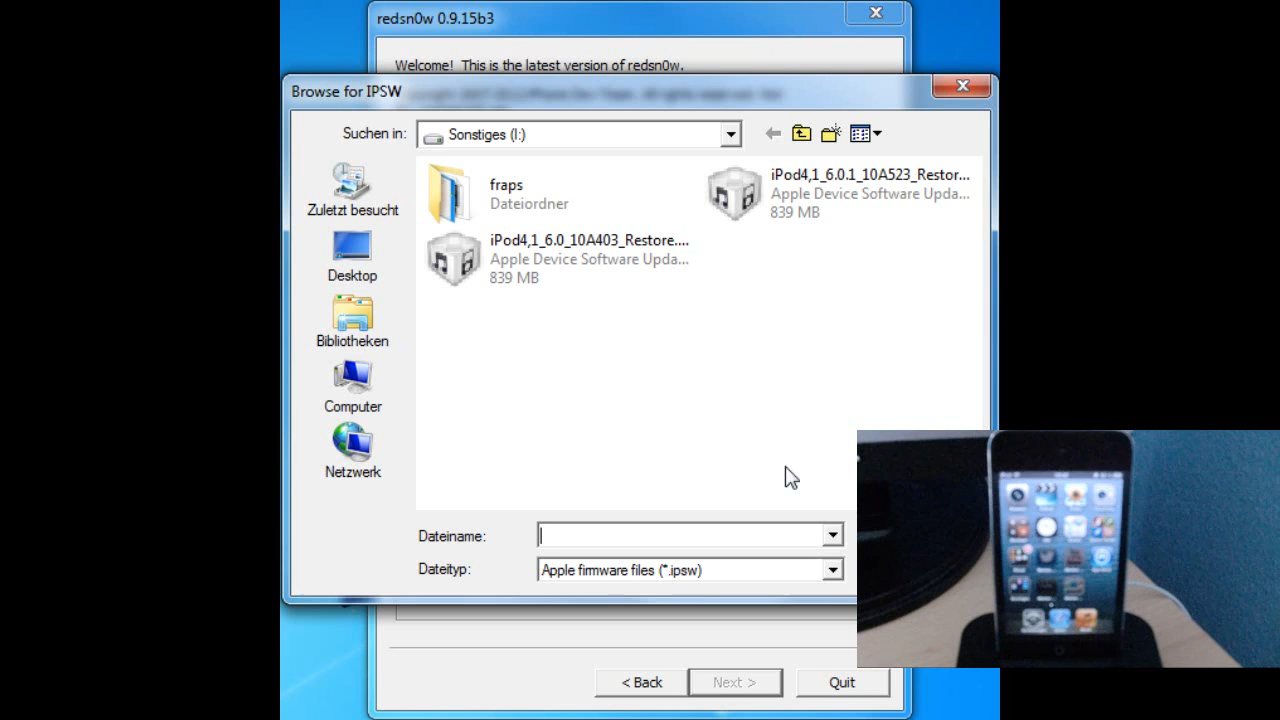 redsn0w 0.9.15b3
Welcome! This is the latest version of redsn0w.
Browse for IPSW
Suchen in:
Sonstiges (I:)
Zuletzt besucht
Desktop
Bibliotheken
Computer
Netzwerk
fraps
Dateiordner
iPod4,1_6.0.1_10A523_Restor...
Apple Device Software Upda...
839 MB
iPod4,1_6.0_10A403_Restore....
Apple Device Software Upda...
839 MB
Dateiname:
Dateityp:
Apple firmware files (*.ipsw)
< Back
Next >
Quit